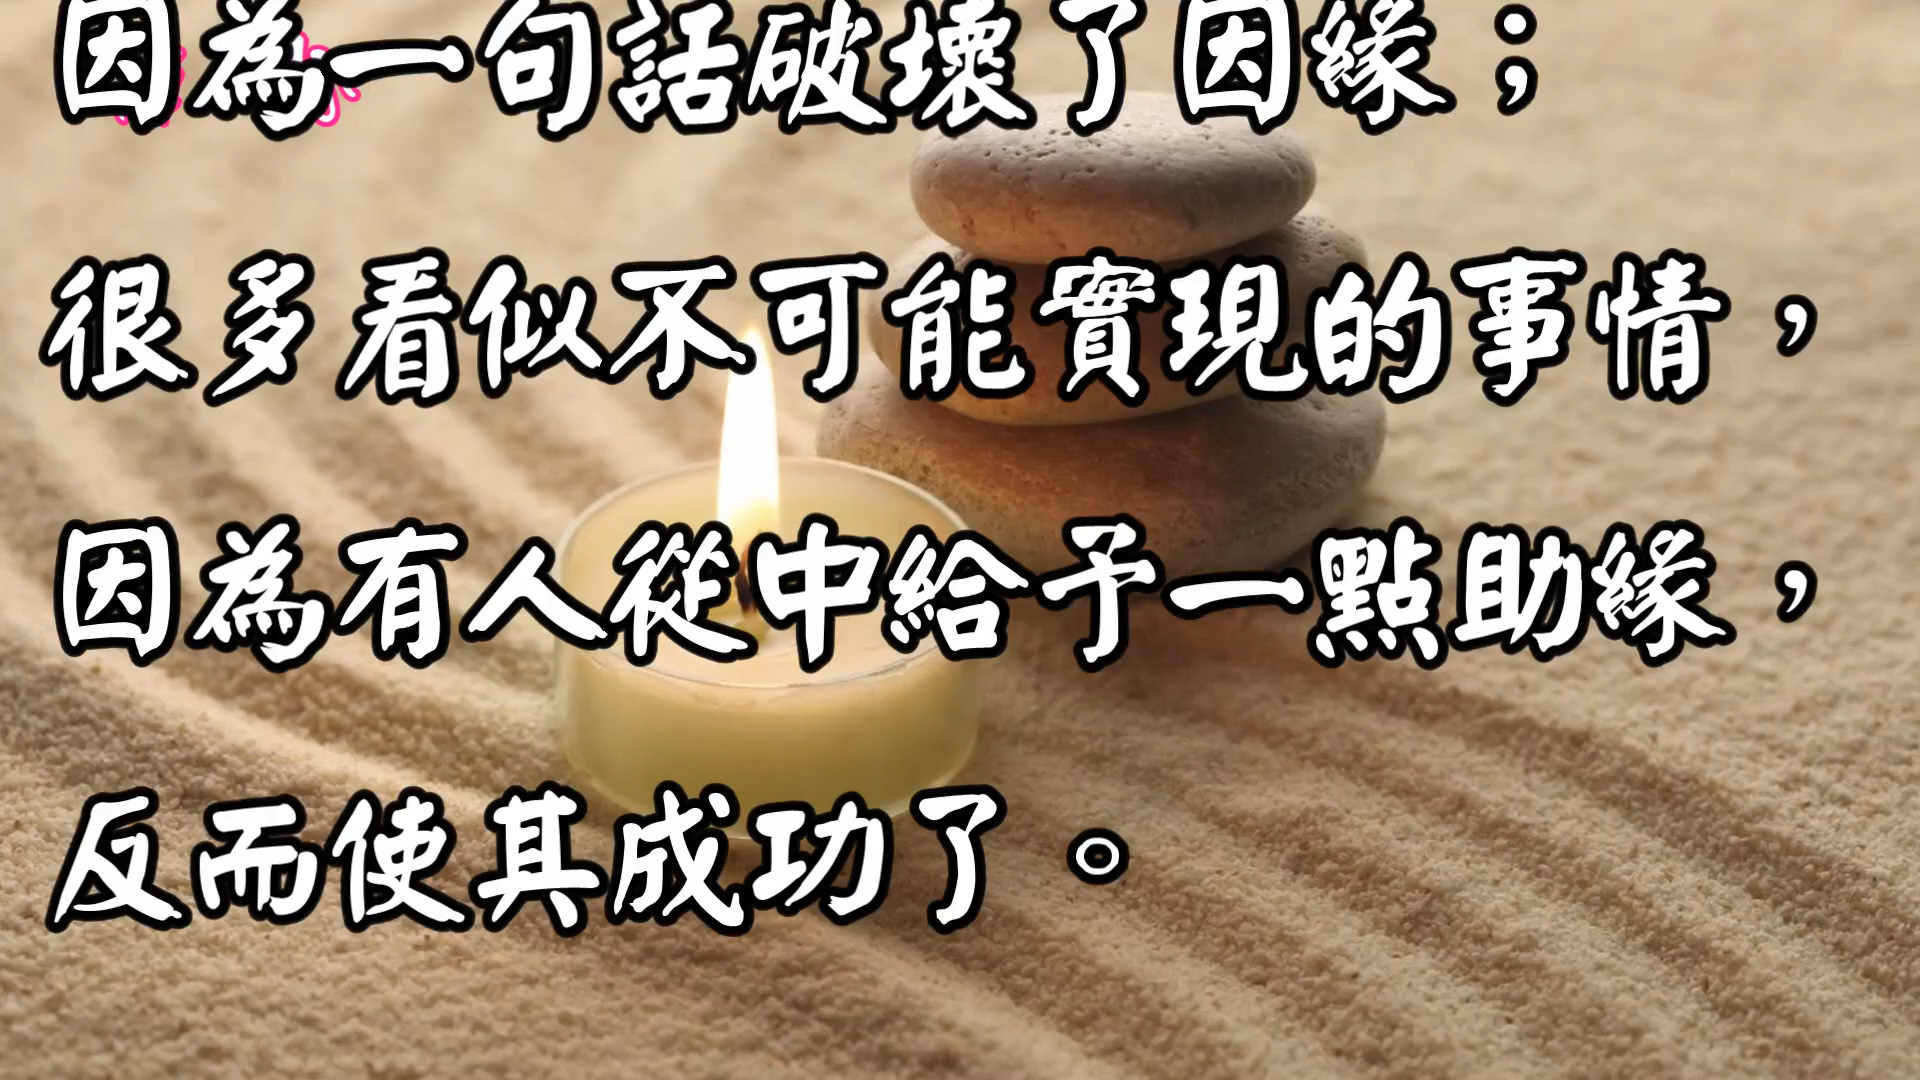 因為一句話破壞了因緣；
很多看似不可能實現的事情，
因為有人從中給予一點助緣，
反而使其成功了。